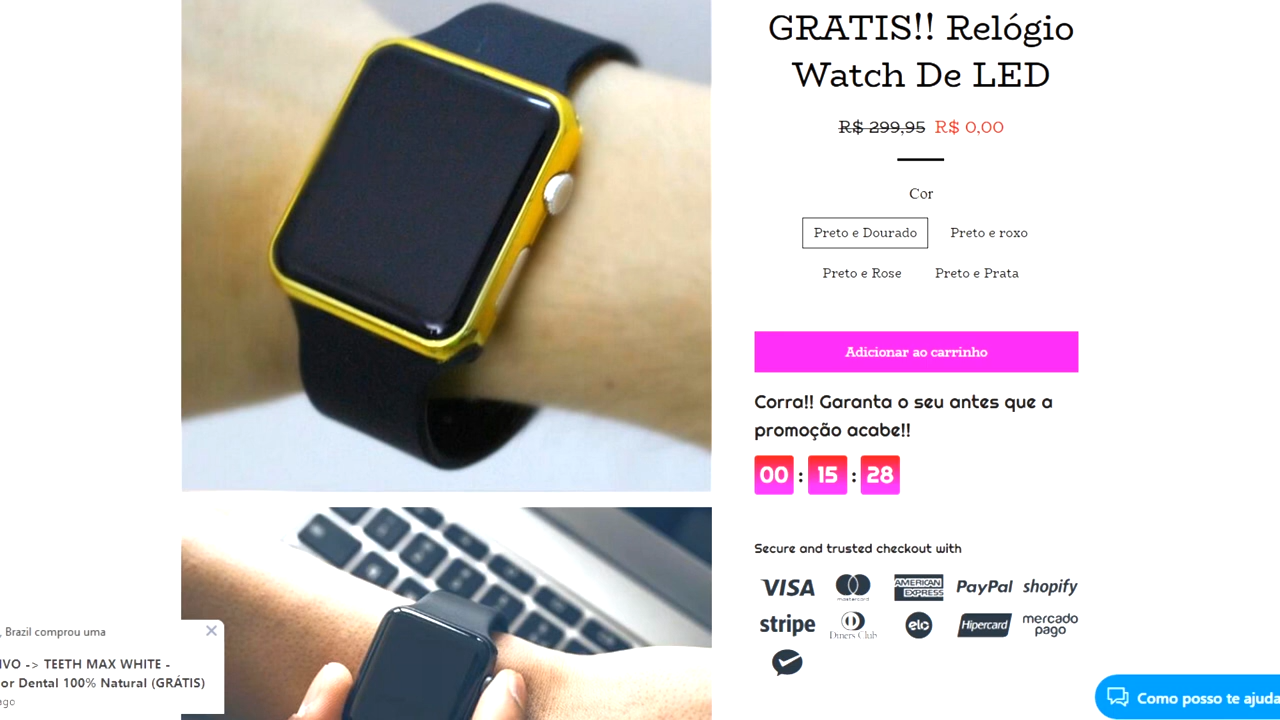 GRATIS!! Relógio
Watch De LED
R$ 299,95 R$ 0,00
Cor
Preto e Dourado Preto e roxo
Preto e Rose Preto e Prata
Adicionar ao carrinho
Corra!! Garanta o seu antes que a
promoção acabe!!
00 : 15 : 28
Secure and trusted checkout with
VISA mastercard AMERICAN EXPRESS PayPal shopify
stripe Diners Club elo Hipercard mercado pago
, Brazil comprou uma
IVO -> TEETH MAX WHITE -
or Dental 100% Natural (GRÁTIS)
ago
Como posso te ajuda